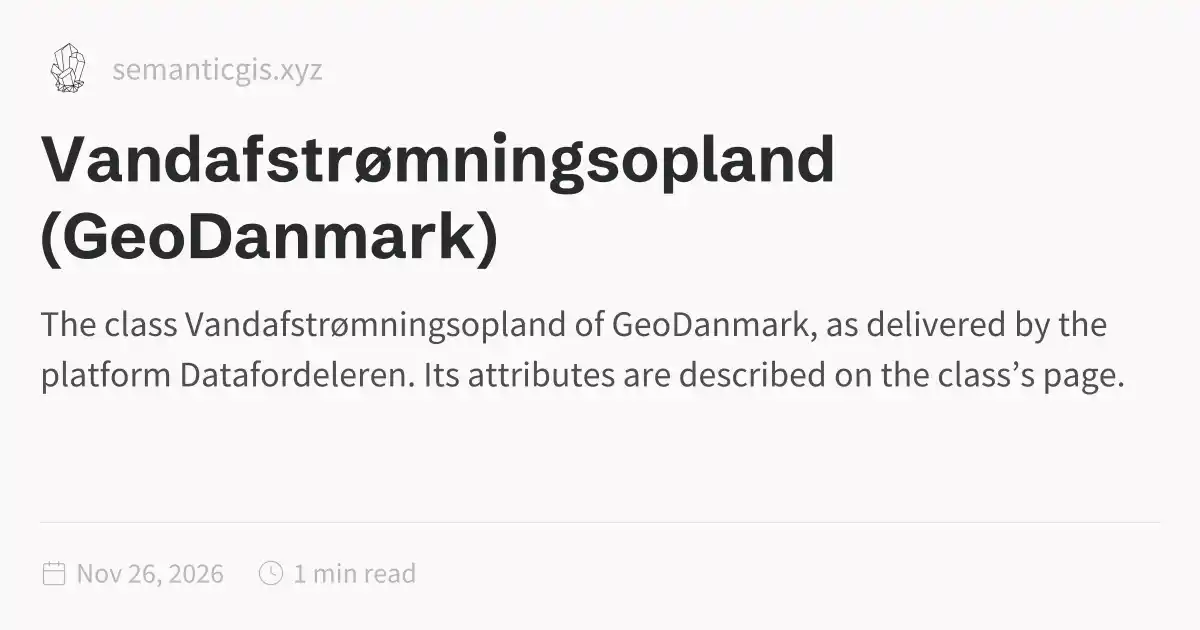 semanticgis.xyz
Vandafstrømningsopland
(GeoDanmark)
The class Vandafstrømningsopland of GeoDanmark, as delivered by the
platform Datafordeleren. Its attributes are described on the class’s page.
Nov 26, 2026 1 min read